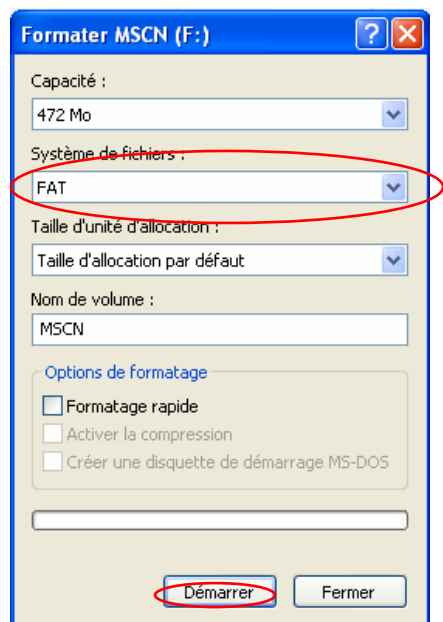 Formater MSCN (F:)
Capacité :
472 Mo
Système de fichiers :
FAT
Taille d'unité d'allocation :
Taille d'allocation par défaut
Nom de volume :
MSCN
Options de formatage
Formatage rapide
Activer la compression
Créer une disquette de démarrage MS-DOS
Démarrer
Fermer